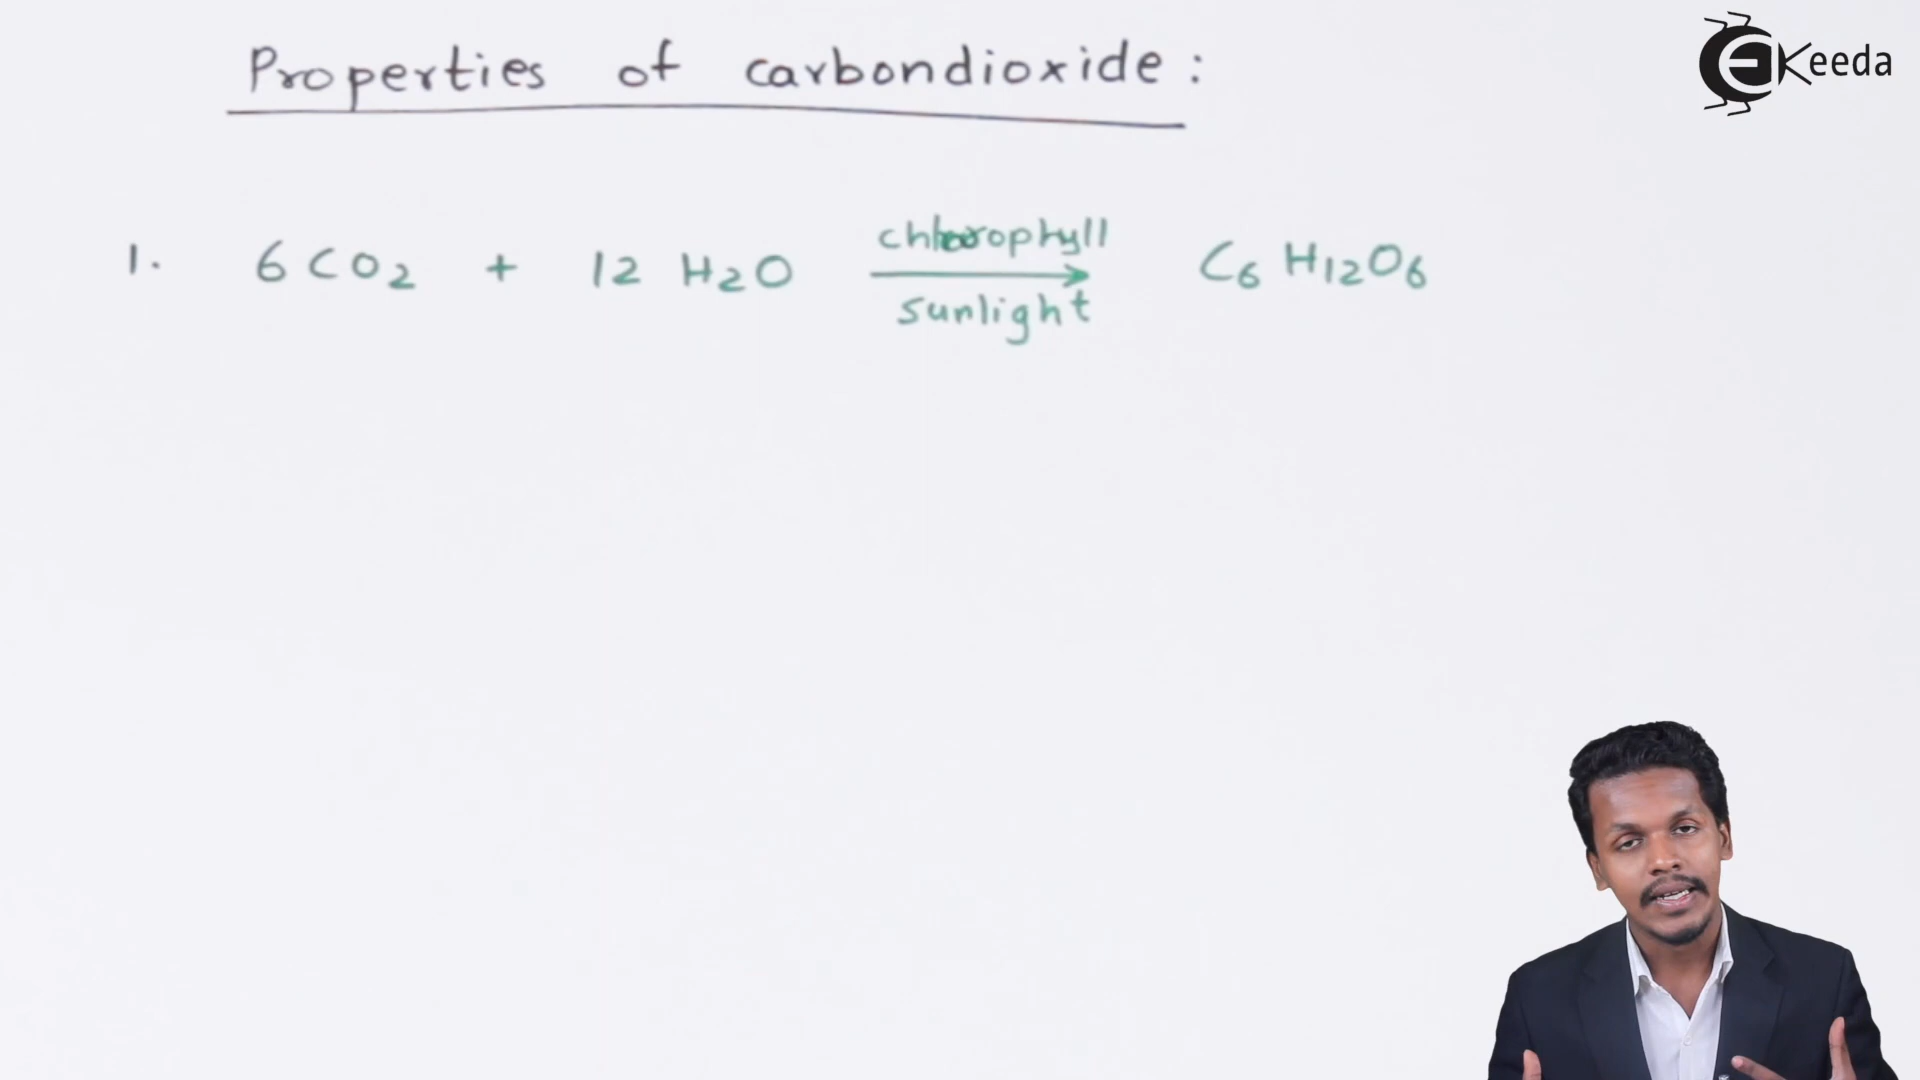 Properties of carbondioxide :
Keeda
1. 6CO2 + 12 H2O chlorophyll sunlight C6H12O6